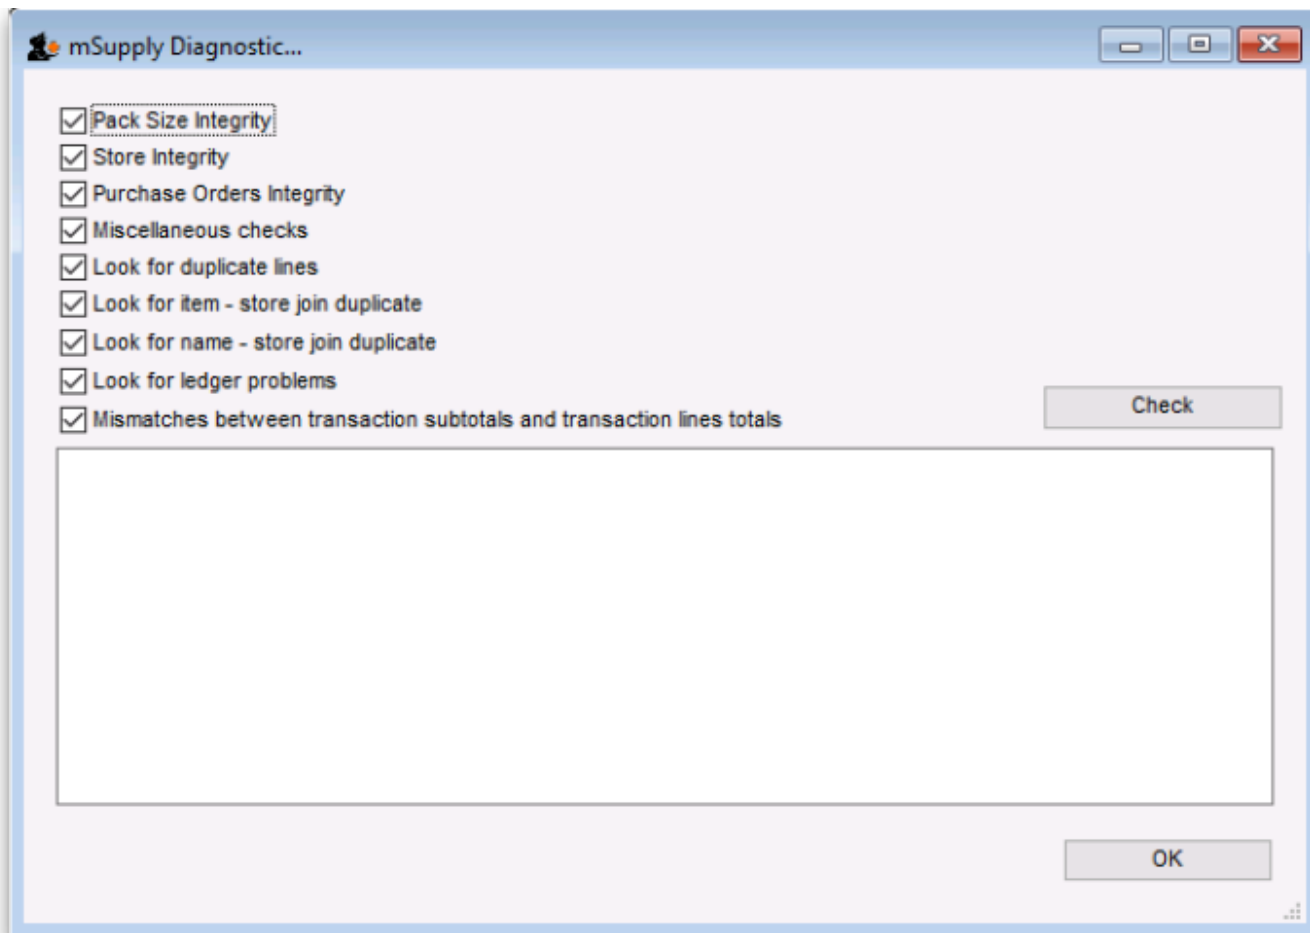 mSupply Diagnostic...
Pack Size Integrity
Store Integrity
Purchase Orders Integrity
Miscellaneous checks
Look for duplicate lines
Look for item - store join duplicate
Look for name - store join duplicate
Look for ledger problems
Check
Mismatches between transaction subtotals and transaction lines totals
OK